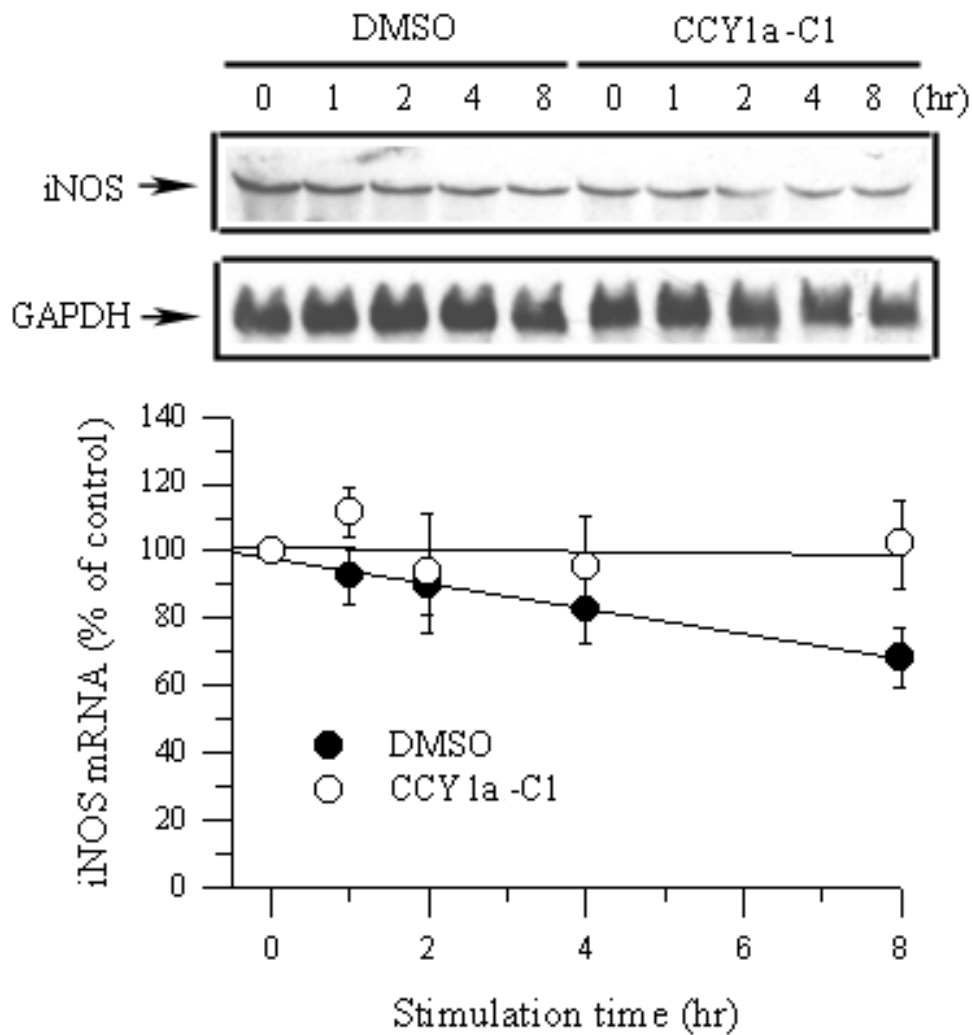 DMSO CCY1a-C1
0 1 2 4 8 0 1 2 4 8 (hr)
iNOS
GAPDH
iNOS mRNA (% of control)
140
120
100
80
60
40
20
0
DMSO
CCY1a-C1
0 2 4 6 8
Stimulation time (hr)